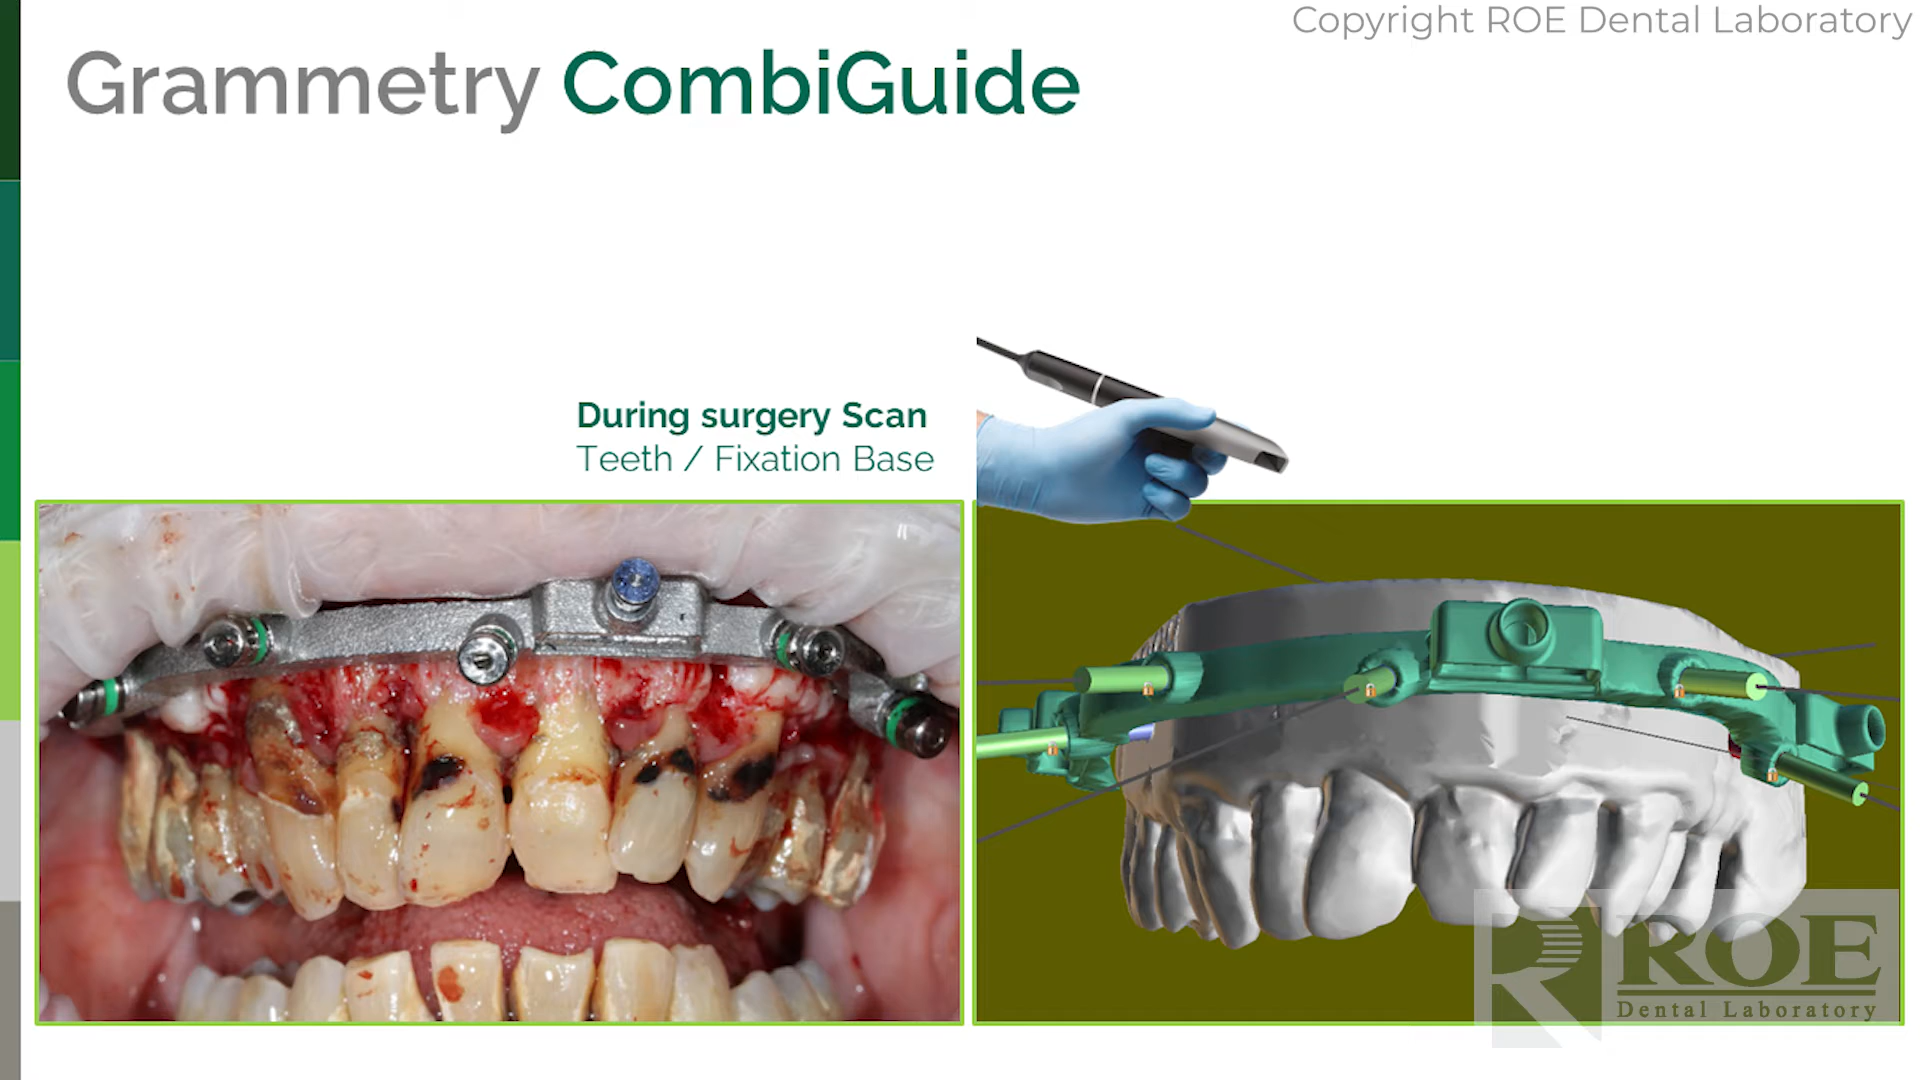 Copyright ROE Dental Laboratory
Grammetry CombiGuide
During surgery Scan
Teeth / Fixation Base
R ROE
Dental Laboratory